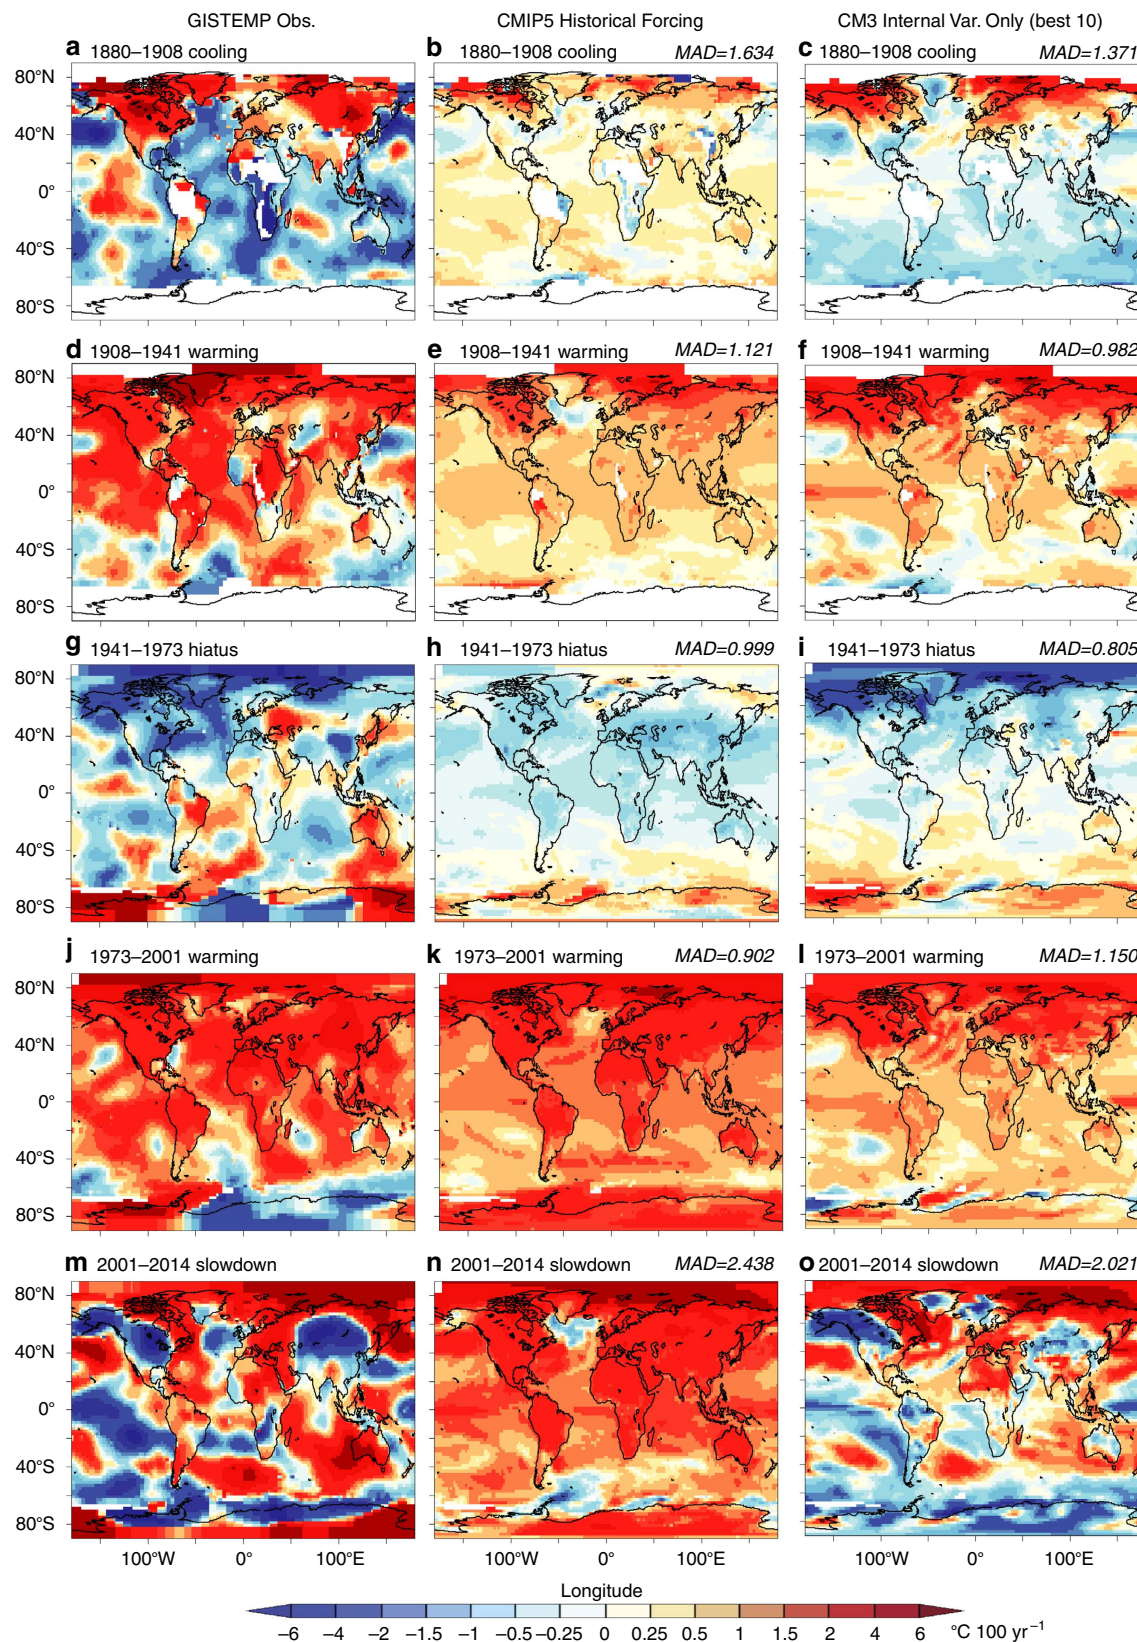 GISTEMP Obs. CMIP5 Historical Forcing CM3 Internal Var. Only (best 10)
a 1880–1908 cooling b 1880–1908 cooling MAD=1.634 c 1880–1908 cooling MAD=1.371
80°N
40°N
0°
40°S
80°S
d 1908–1941 warming e 1908–1941 warming MAD=1.121 f 1908–1941 warming MAD=0.982
80°N
40°N
0°
40°S
80°S
g 1941–1973 hiatus h 1941–1973 hiatus MAD=0.999 i 1941–1973 hiatus MAD=0.805
80°N
40°N
0°
40°S
80°S
j 1973–2001 warming k 1973–2001 warming MAD=0.902 l 1973–2001 warming MAD=1.150
80°N
40°N
0°
40°S
80°S
m 2001–2014 slowdown n 2001–2014 slowdown MAD=2.438 o 2001–2014 slowdown MAD=2.021
80°N
40°N
0°
40°S
80°S
100°W 0° 100°E 100°W 0° 100°E 100°W 0° 100°E
Longitude
−6 −4 −2 −1.5 −1 −0.5 −0.25 0 0.25 0.5 1 1.5 2 4 6 °C 100 yr⁻¹